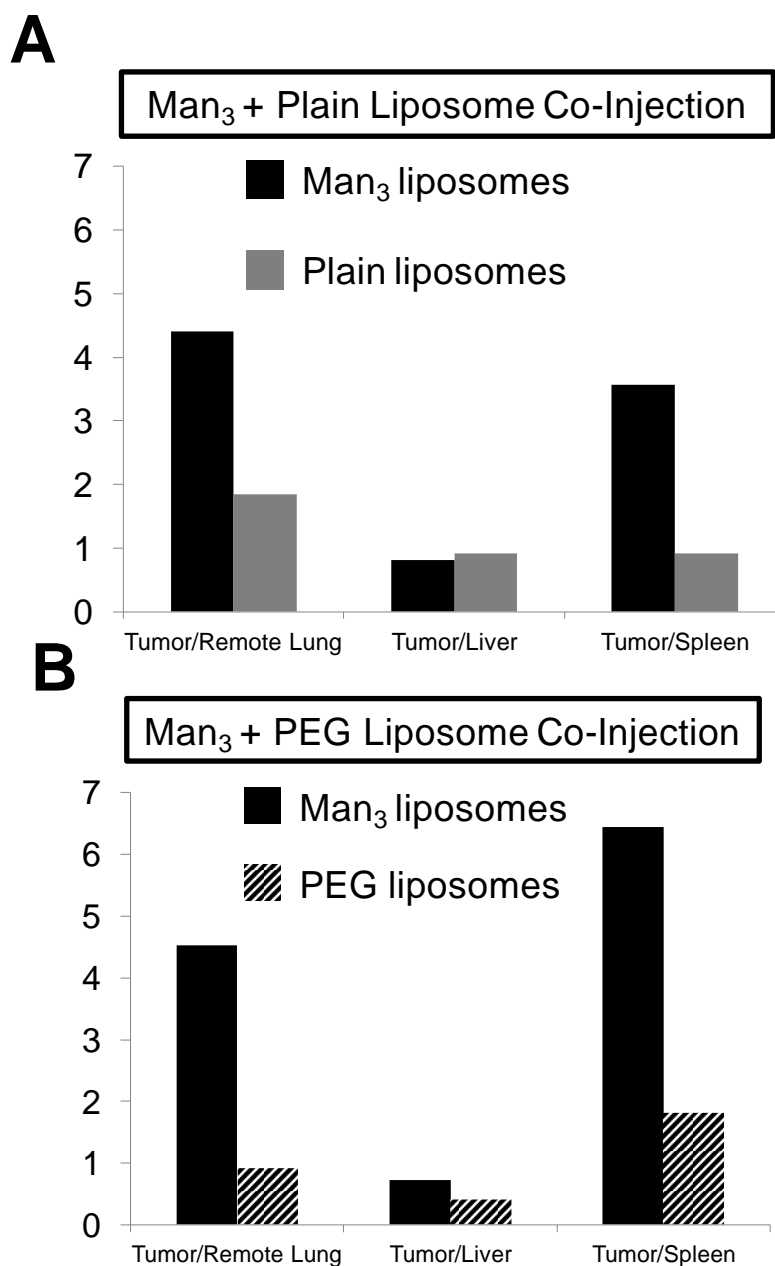 A
Man₃ + Plain Liposome Co-Injection
7
6
5
4
3
2
1
0
Man₃ liposomes
Plain liposomes
Tumor/Remote Lung Tumor/Liver Tumor/Spleen
B
Man₃ + PEG Liposome Co-Injection
7
6
5
4
3
2
1
0
Man₃ liposomes
PEG liposomes
Tumor/Remote Lung Tumor/Liver Tumor/Spleen